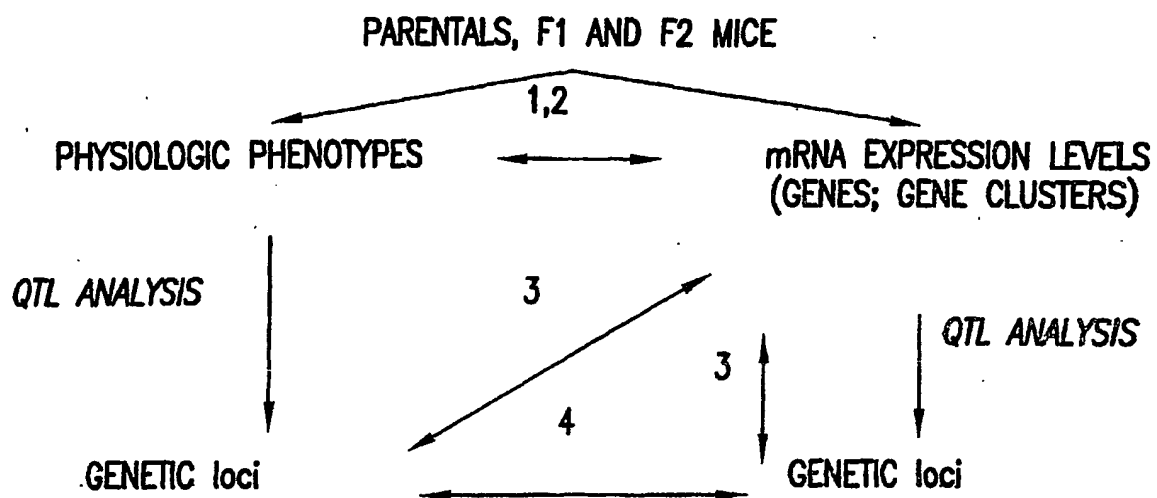 PARENTALS, F1 AND F2 MICE
1,2
PHYSIOLOGIC PHENOTYPES
mRNA EXPRESSION LEVELS
(GENES; GENE CLUSTERS)
QTL ANALYSIS
3
QTL ANALYSIS
3
4
GENETIC loci
GENETIC loci